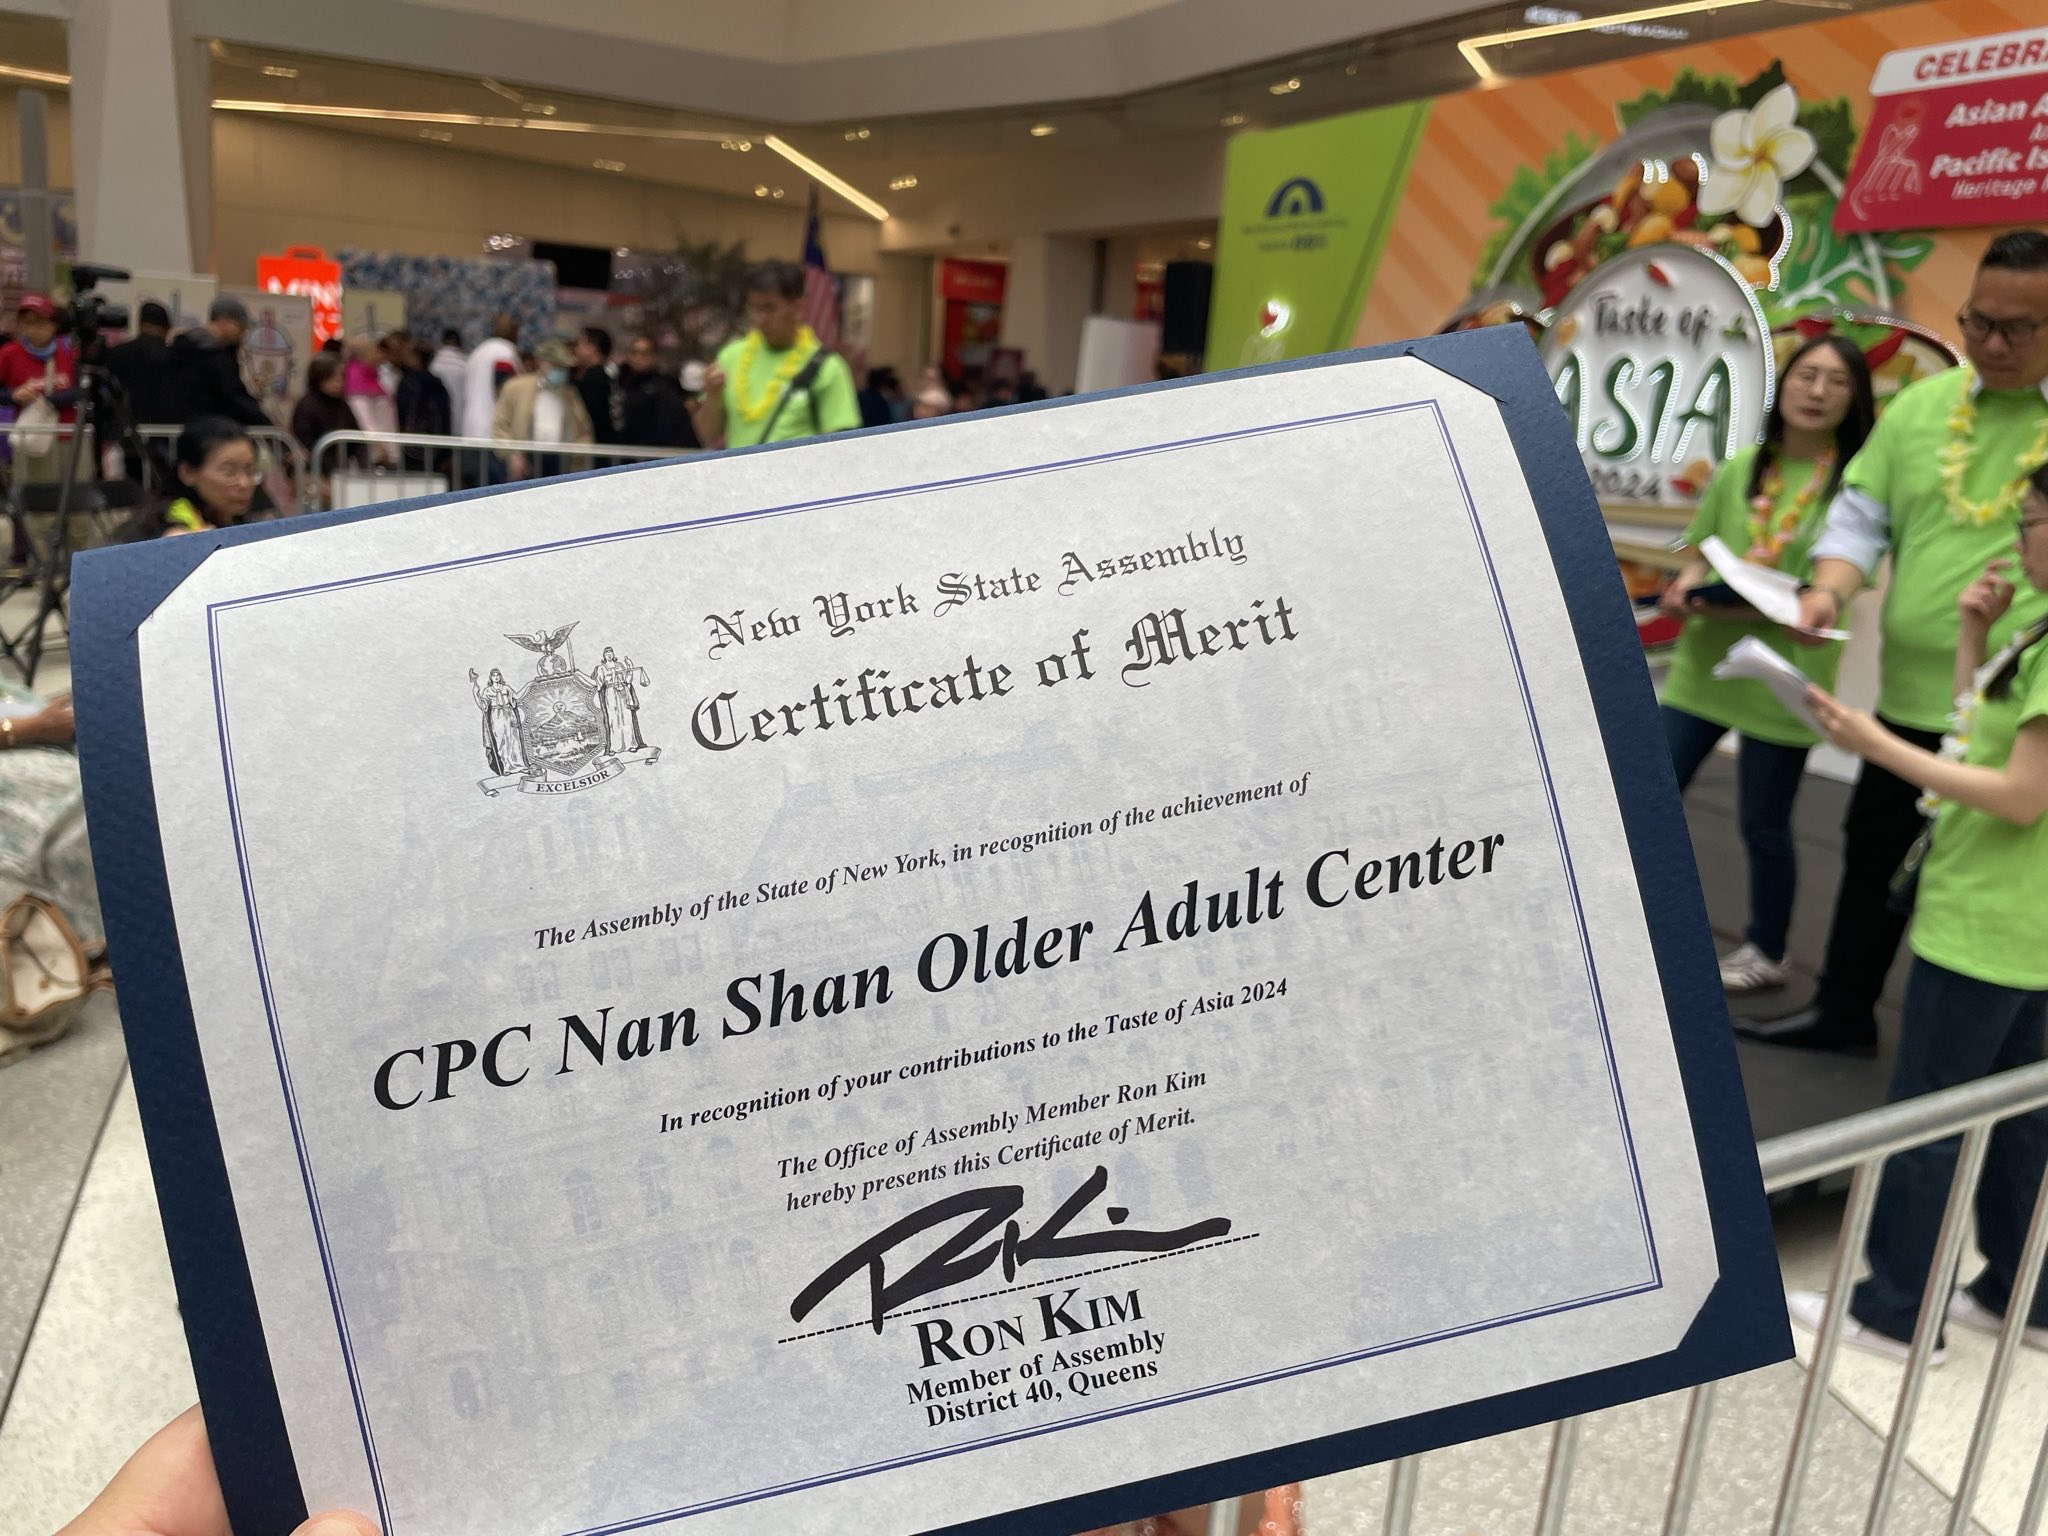 CELEBRA
Asian A
Pacific Is
Heritage
Taste of
ASIA
2024
New York State Assembly
Certificate of Merit
EXCELSIOR
The Assembly of the State of New York, in recognition of the achievement of
CPC Nan Shan Older Adult Center
In recognition of your contributions to the Taste of Asia 2024
The Office of Assembly Member Ron Kim
hereby presents this Certificate of Merit.
RON KIM
Member of Assembly
District 40, Queens